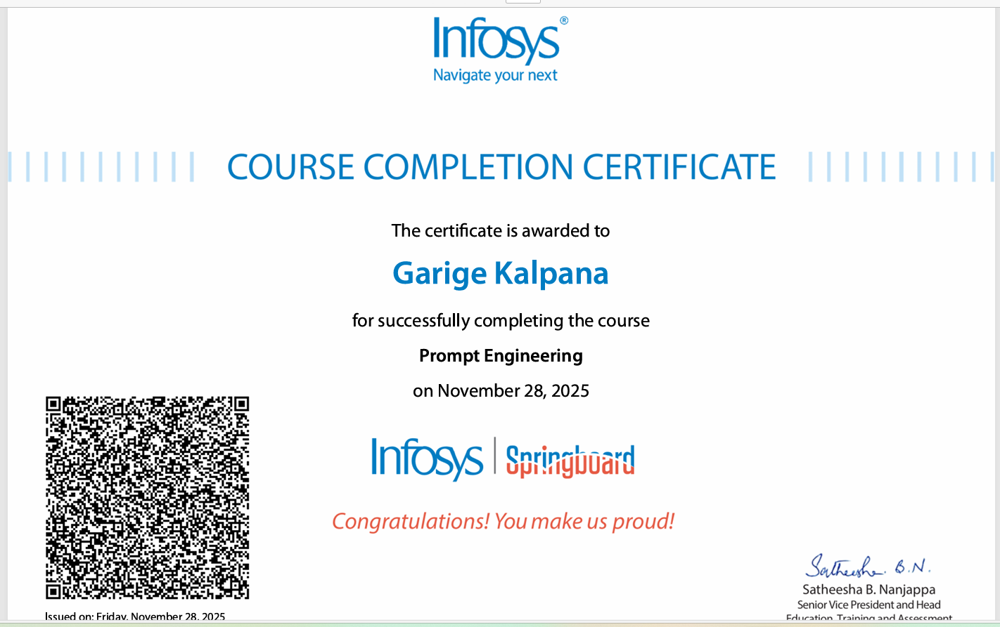 Infosys®
Navigate your next
COURSE COMPLETION CERTIFICATE
The certificate is awarded to
Garige Kalpana
for successfully completing the course
Prompt Engineering
on November 28, 2025
Infosys | Springboard
Congratulations! You make us proud!
Issued on: Friday, November 28, 2025
Satheesha B.N.
Satheesha B. Nanjappa
Senior Vice President and Head
Education, Training and Assessment